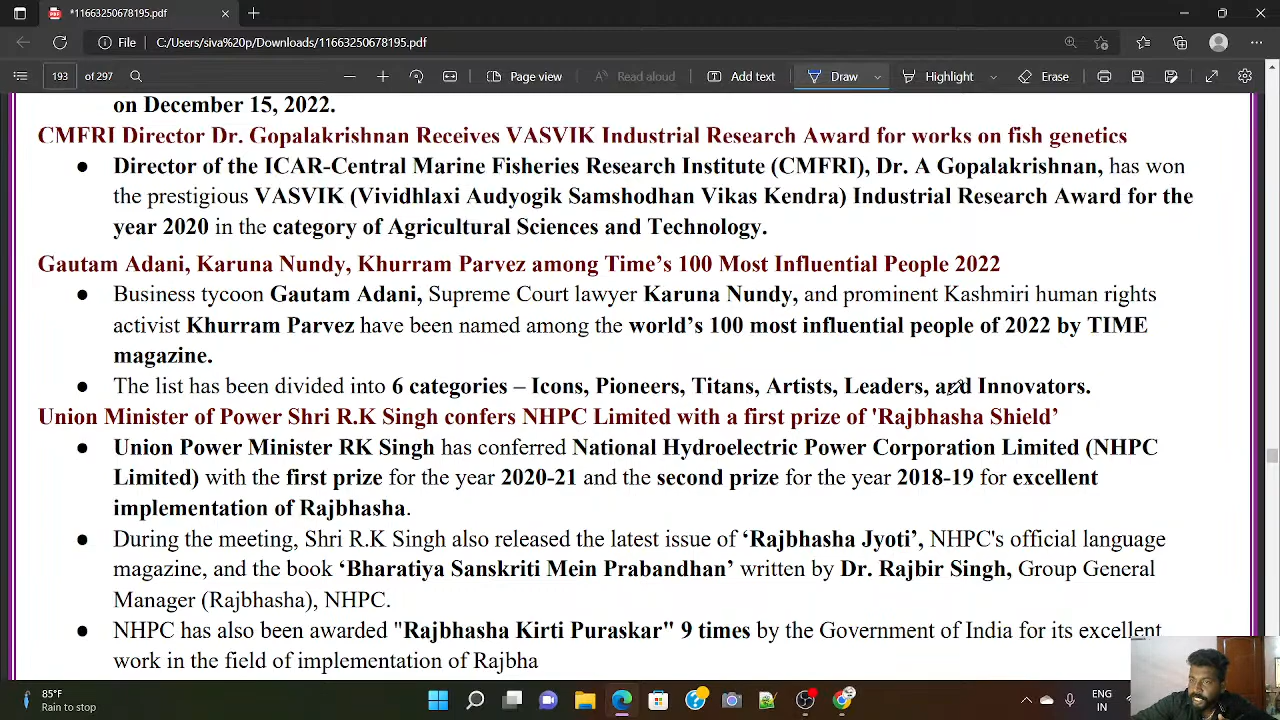 *11663250678195.pdf
File C:/Users/siva%20p/Downloads/11663250678195.pdf
193 of 297 Page view Read aloud Add text Draw Highlight Erase
on December 15, 2022.
CMFRI Director Dr. Gopalakrishnan Receives VASVIK Industrial Research Award for works on fish genetics
● Director of the ICAR-Central Marine Fisheries Research Institute (CMFRI), Dr. A Gopalakrishnan, has won
the prestigious VASVIK (Vividhlaxi Audyogik Samshodhan Vikas Kendra) Industrial Research Award for the
year 2020 in the category of Agricultural Sciences and Technology.
Gautam Adani, Karuna Nundy, Khurram Parvez among Time's 100 Most Influential People 2022
● Business tycoon Gautam Adani, Supreme Court lawyer Karuna Nundy, and prominent Kashmiri human rights
activist Khurram Parvez have been named among the world's 100 most influential people of 2022 by TIME
magazine.
● The list has been divided into 6 categories – Icons, Pioneers, Titans, Artists, Leaders, and Innovators.
Union Minister of Power Shri R.K Singh confers NHPC Limited with a first prize of 'Rajbhasha Shield'
● Union Power Minister RK Singh has conferred National Hydroelectric Power Corporation Limited (NHPC
Limited) with the first prize for the year 2020-21 and the second prize for the year 2018-19 for excellent
implementation of Rajbhasha.
● During the meeting, Shri R.K Singh also released the latest issue of 'Rajbhasha Jyoti', NHPC's official language
magazine, and the book 'Bharatiya Sanskriti Mein Prabandhan' written by Dr. Rajbir Singh, Group General
Manager (Rajbhasha), NHPC.
● NHPC has also been awarded "Rajbhasha Kirti Puraskar" 9 times by the Government of India for its excellent
work in the field of implementation of Rajbha
85°F
Rain to stop
ENG
IN